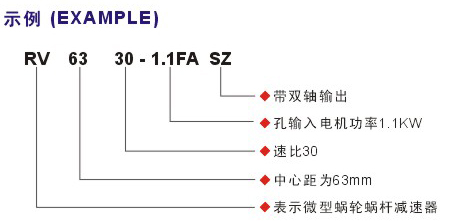 示例 (EXAMPLE)
RV 63 30 - 1.1FA SZ
◆带双轴输出
◆孔输入电机功率1.1KW
◆速比30
◆中心距为63mm
◆表示微型蜗轮蜗杆减速器